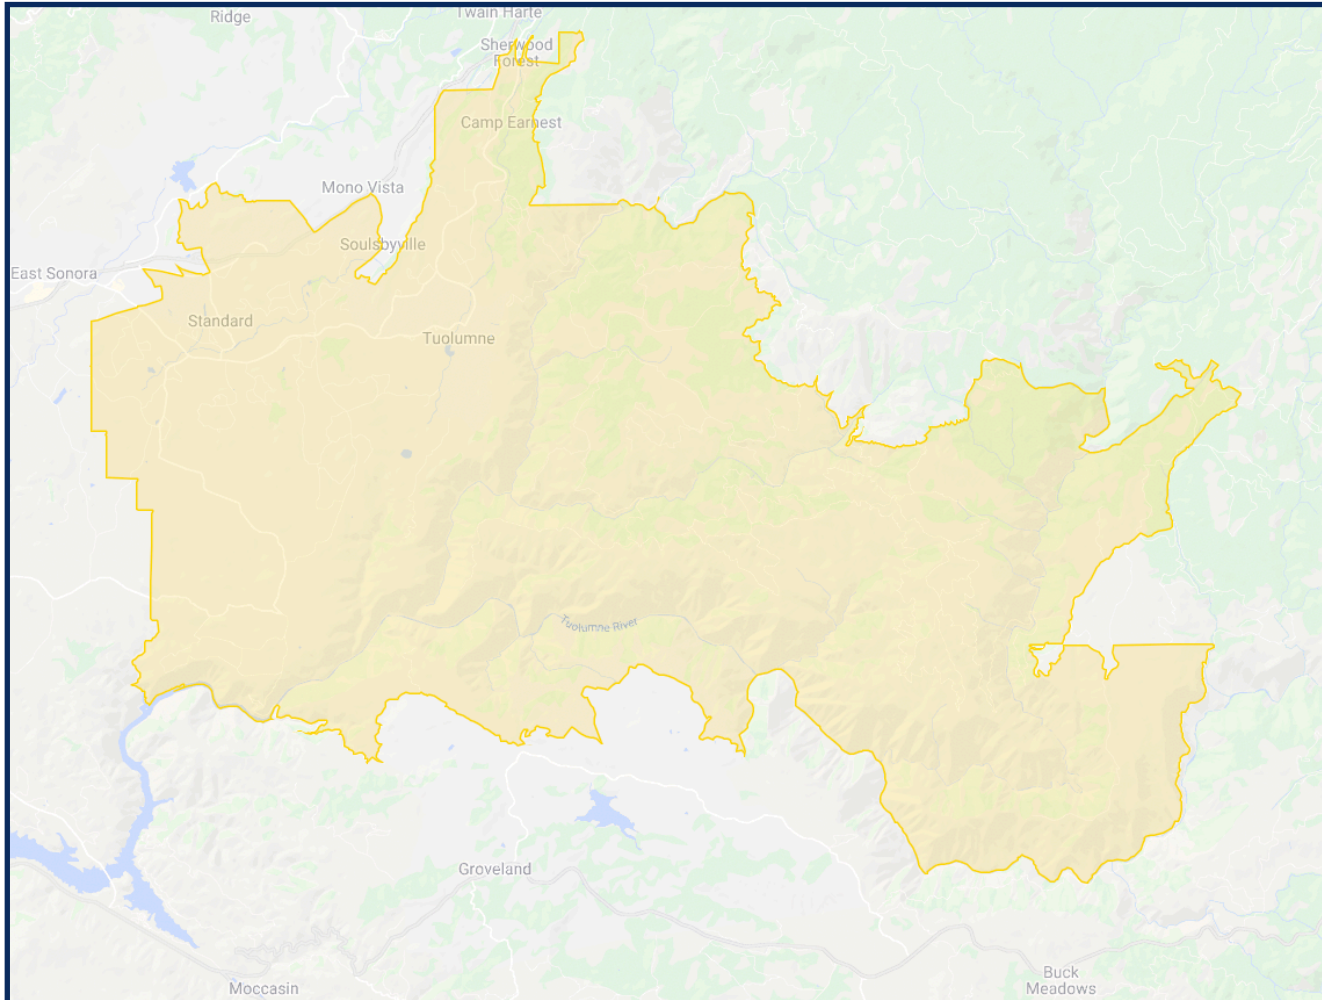 Twain Harte
Ridge
Sherwood
Forest
Camp Earnest
Mono Vista
Soulsbyville
East Sonora
Standard
Tuolumne
Tuolumne River
Groveland
Buck
Meadows
Moccasin